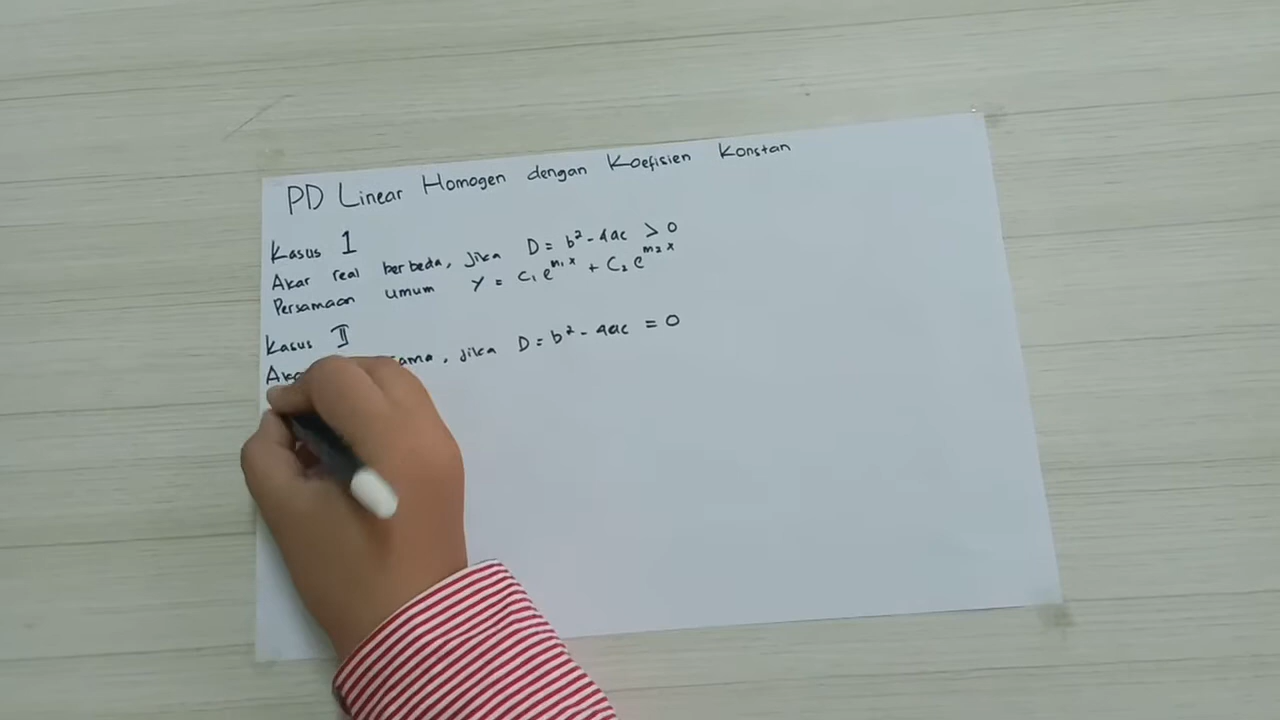 PD Linear Homogen dengan Koefisien Konstan
Kasus 1
Akar real berbeda, Jika D = b² - 4ac > 0
Persamaan umum y = C₁ e^{m₁x} + C₂ e^{m₂x}
Kasus II
sama, Jika D = b² - 4ac = 0